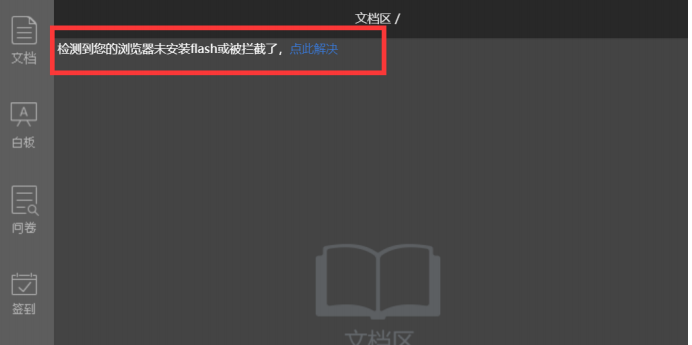 文档区 /
检测到您的浏览器未安装flash或被拦截了，点此解决
文档
A
白板
问卷
签到
文档区